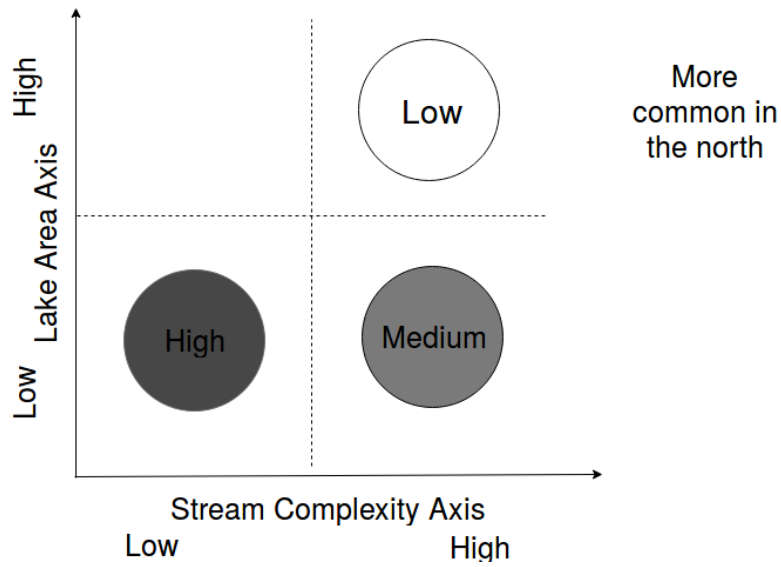 High
Lake Area Axis
Low
Low
More
common in
the north
High
Medium
Stream Complexity Axis
Low
High